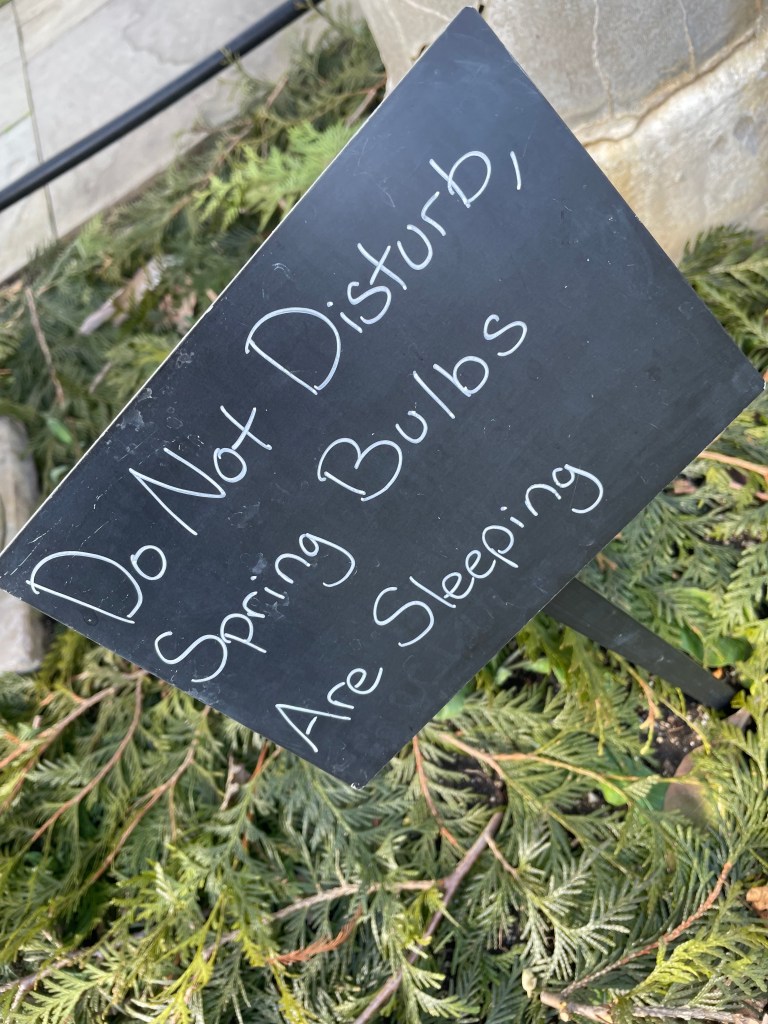 Do Not Disturb,
Spring Bulbs
Are Sleeping